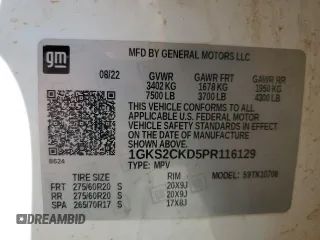 gm
MFD BY GENERAL MOTORS LLC
08/22 GVWR GAWR FRT GAWR RR
3402 KG 1678 KG 1950 KG
7500 LB 3700 LB 4300 LB
THIS VEHICLE CONFORMS TO ALL
APPLICABLE U.S. FEDERAL MOTOR
VEHICLE SAFETY STANDARDS IN EFFECT
ON THE DATE OF MANUFACTURE SHOWN ABOVE.
1GKS2CKD5PR116129
8624 TYPE: MPV
TIRE SIZE RIM
FRT 275/60R20 S 20X9J
RR 275/60R20 S 20X9J
SPA 265/70R17 S 17X8J